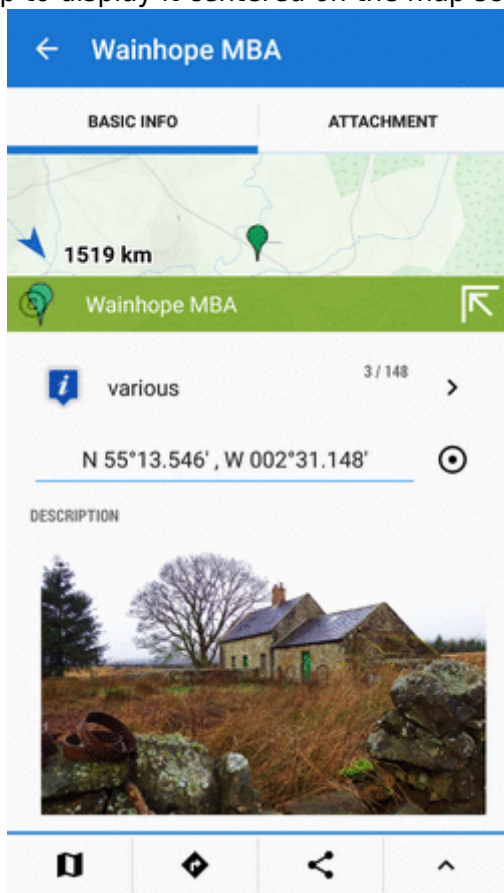 Wainhope MBA
BASIC INFO
ATTACHMENT
1519 km
Wainhope MBA
various
3 / 148
N 55°13.546' , W 002°31.148'
DESCRIPTION